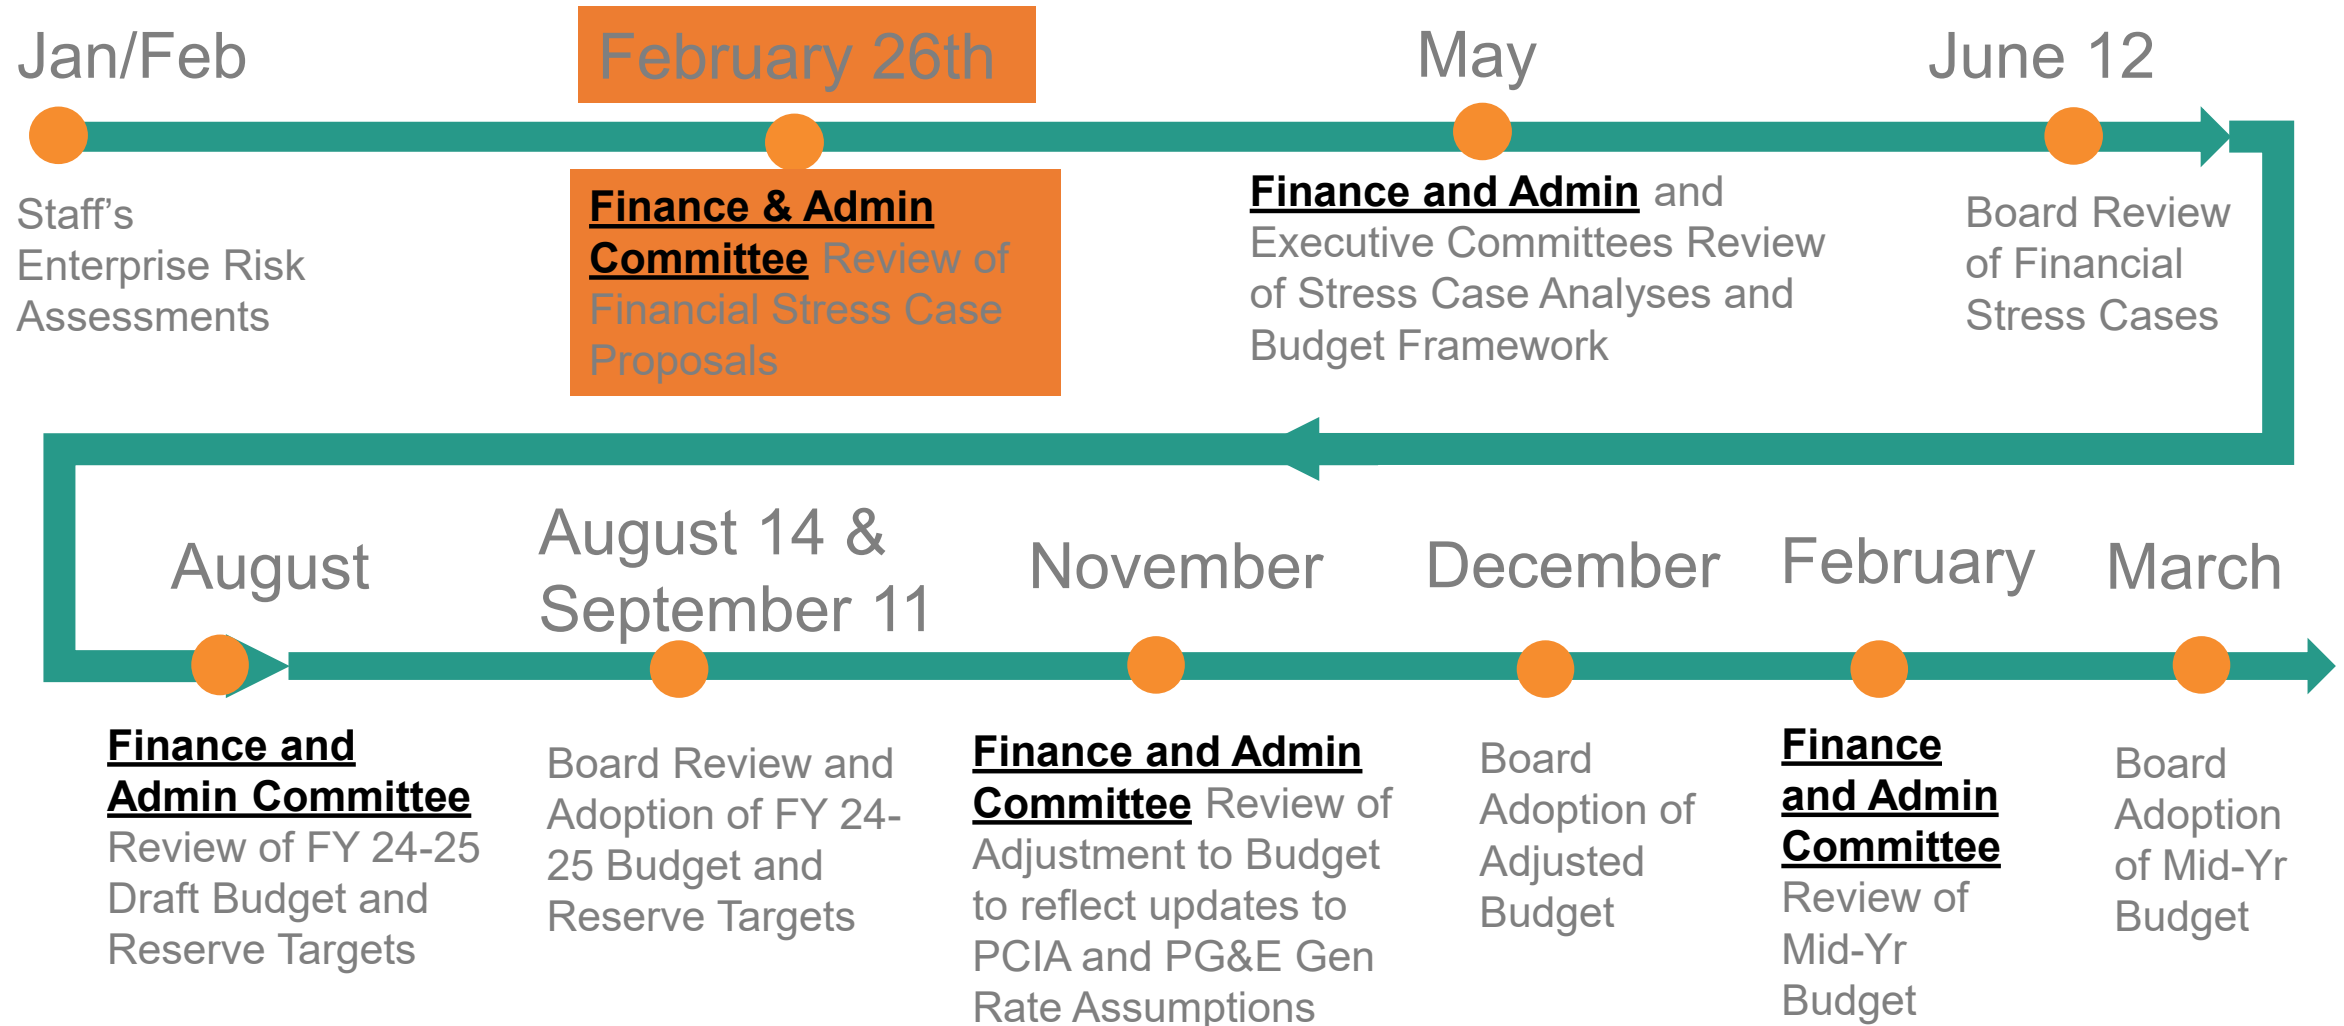 Jan/Feb
February 26th
May
June 12
Staff's
Enterprise Risk
Assessments
Finance & Admin
Committee Review of
Financial Stress Case
Proposals
Finance and Admin and
Executive Committees Review
of Stress Case Analyses and
Budget Framework
Board Review
of Financial
Stress Cases
August
August 14 &
September 11
November
December
February
March
Finance and
Admin Committee
Review of FY 24-25
Draft Budget and
Reserve Targets
Board Review and
Adoption of FY 24-
25 Budget and
Reserve Targets
Finance and Admin
Committee Review of
Adjustment to Budget
to reflect updates to
PCIA and PG&E Gen
Rate Assumptions
Board
Adoption of
Adjusted
Budget
Finance
and Admin
Committee
Review of
Mid-Yr
Budget
Board
Adoption
of Mid-Yr
Budget